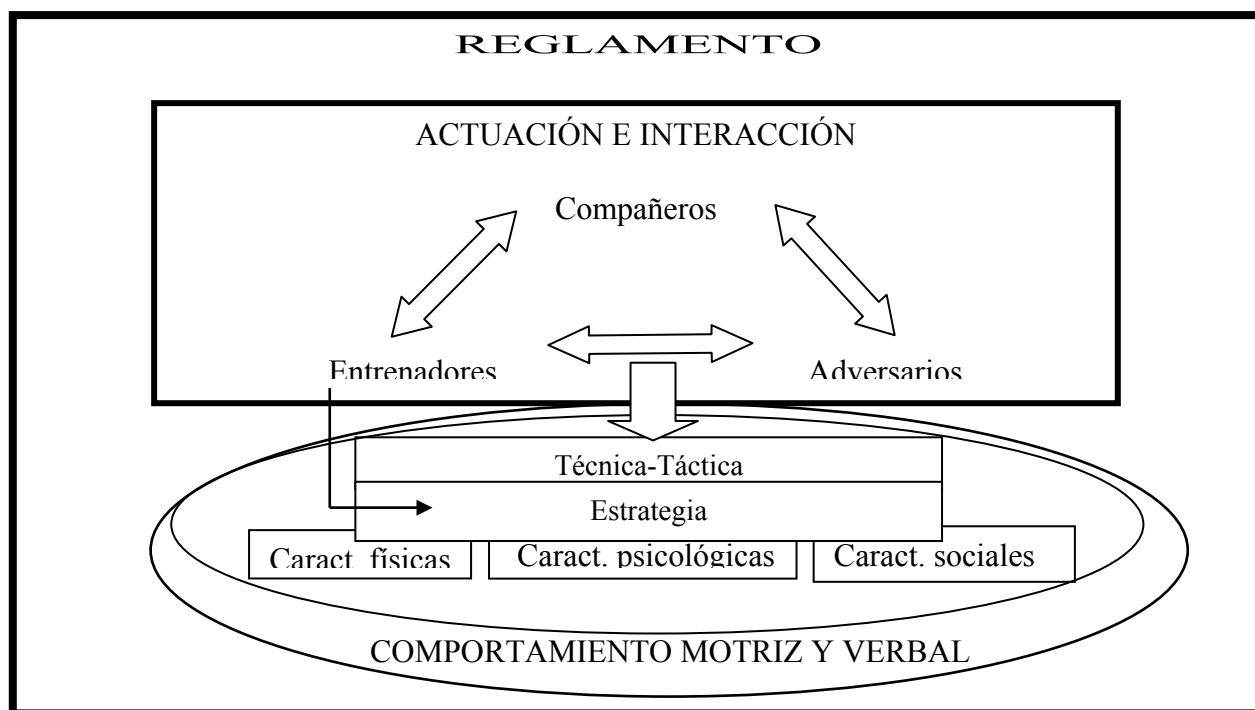 REGLAMENTO
ACTUACIÓN E INTERACCIÓN
Compañeros
Entrenadores
Adversarios
Técnica-Táctica
Estrategia
Caract. físicas
Caract. psicológicas
Caract. sociales
COMPORTAMIENTO MOTRIZ Y VERBAL